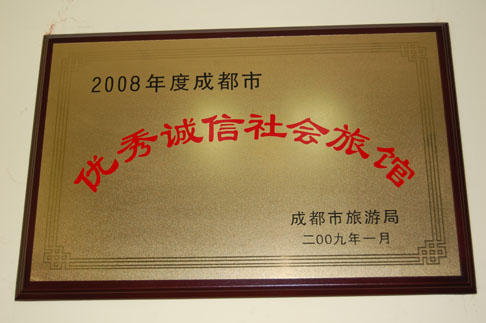 2008年度成都市
优秀诚信社会旅馆
成都市旅游局
二00九年一月